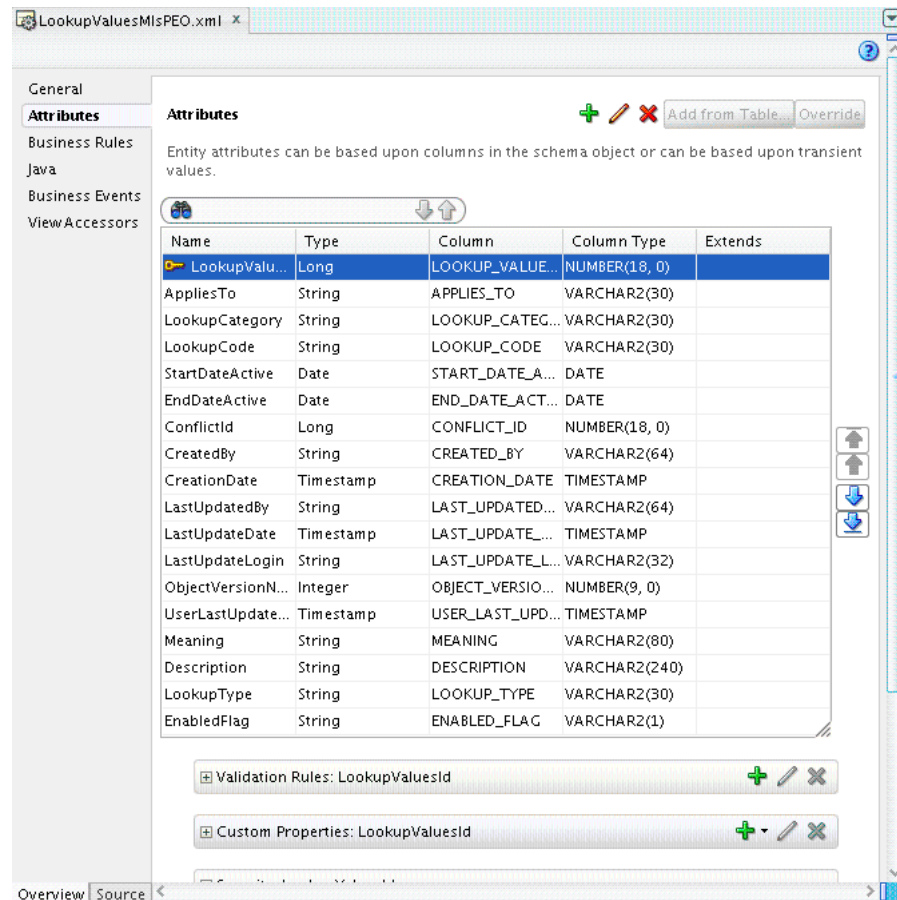 LookupValuesMlsPEO.xml
General
Attributes
Business Rules
Java
Business Events
View Accessors
Attributes
Add from Table... Override
Entity attributes can be based upon columns in the schema object or can be based upon transient
values.
Name Type Column Column Type Extends
LookupValu... Long LOOKUP_VALUE... NUMBER(18, 0)
AppliesTo String APPLIES_TO VARCHAR2(30)
LookupCategory String LOOKUP_CATEG... VARCHAR2(30)
LookupCode String LOOKUP_CODE VARCHAR2(30)
StartDateActive Date START_DATE_A... DATE
EndDateActive Date END_DATE_ACT... DATE
ConflictId Long CONFLICT_ID NUMBER(18, 0)
CreatedBy String CREATED_BY VARCHAR2(64)
CreationDate Timestamp CREATION_DATE TIMESTAMP
LastUpdatedBy String LAST_UPDATED... VARCHAR2(64)
LastUpdateDate Timestamp LAST_UPDATE_... TIMESTAMP
LastUpdateLogin String LAST_UPDATE_L... VARCHAR2(32)
ObjectVersionN... Integer OBJECT_VERSIO... NUMBER(9, 0)
UserLastUpdate... Timestamp USER_LAST_UPD... TIMESTAMP
Meaning String MEANING VARCHAR2(80)
Description String DESCRIPTION VARCHAR2(240)
LookupType String LOOKUP_TYPE VARCHAR2(30)
EnabledFlag String ENABLED_FLAG VARCHAR2(1)
Validation Rules: LookupValuesId
Custom Properties: LookupValuesId
Overview Source